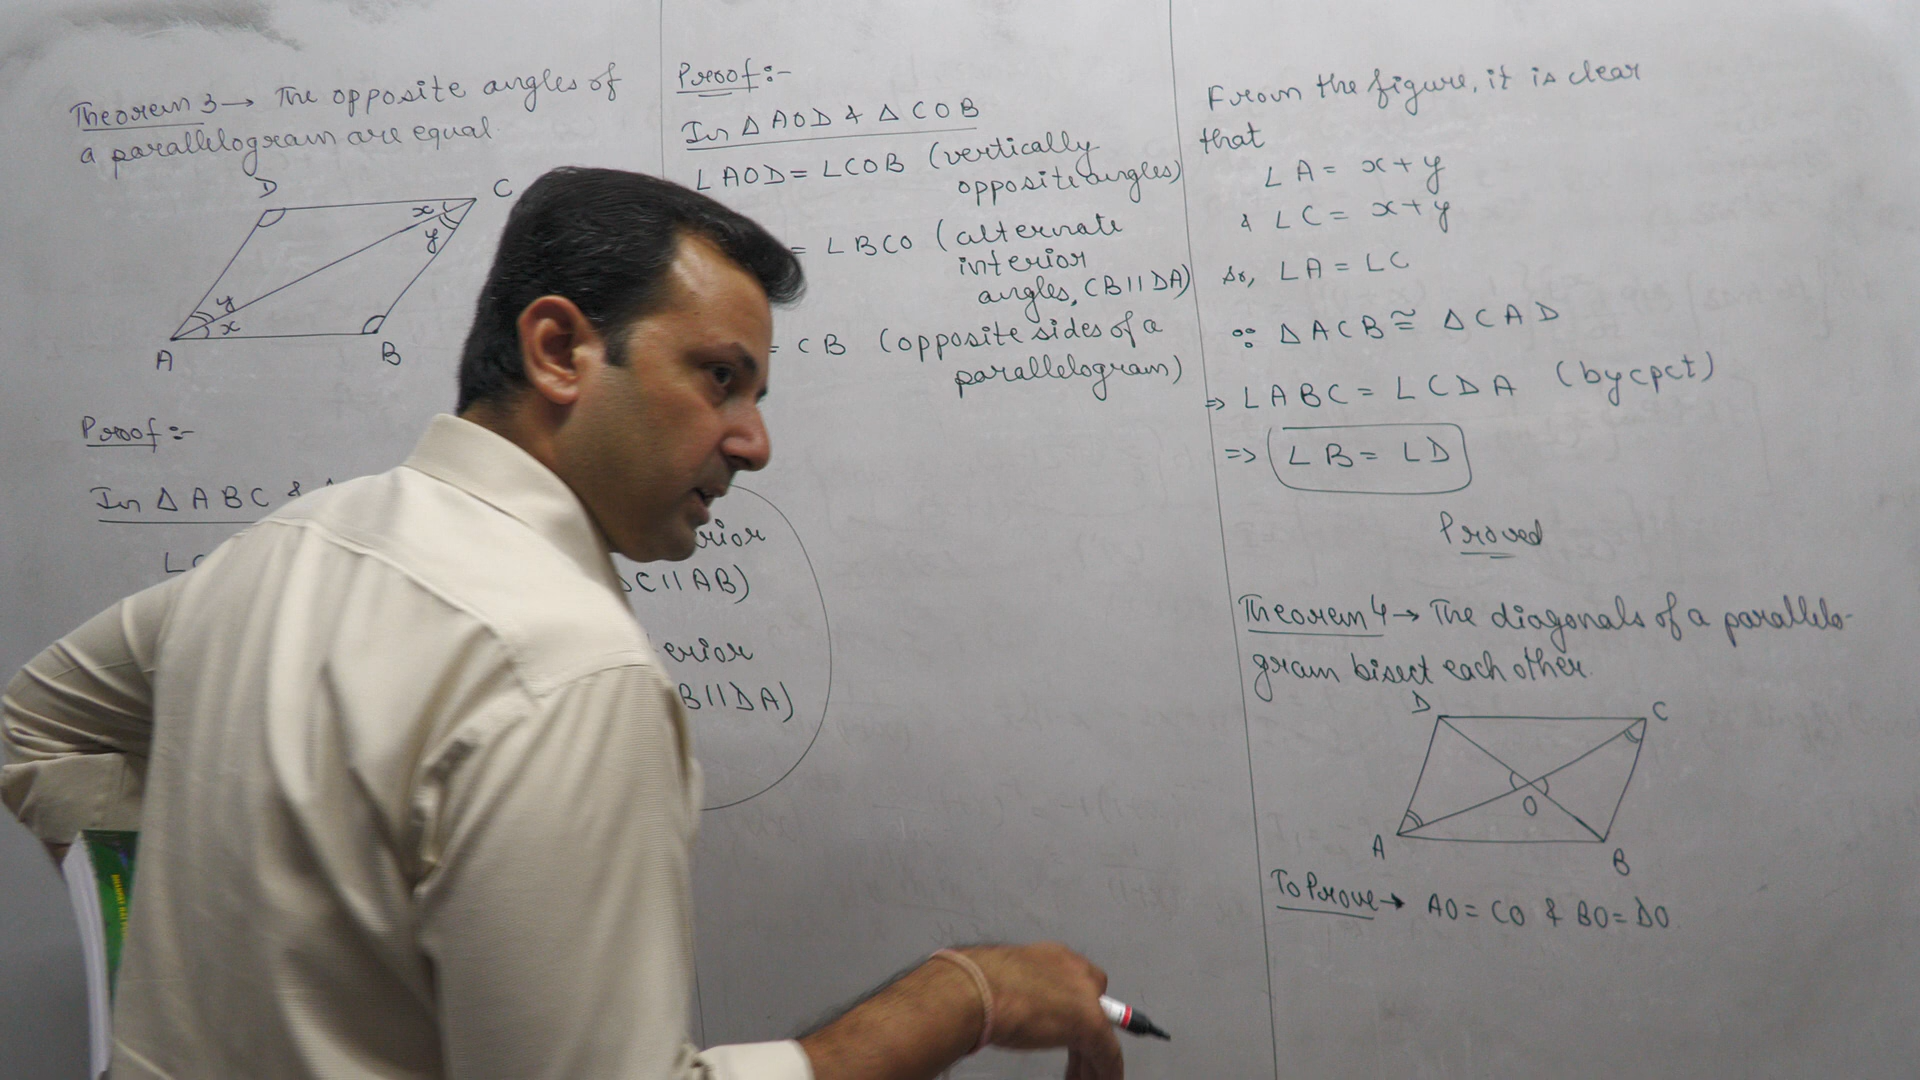 Theorem 3→ The opposite angles of
a parallelogram are equal.
D
C
x
y
y
x
A
B
Proof :-
In △ ABC &
∠C
rior
DC || AB)
erior
B || DA)
Proof :-
In △ AOD & △ COB
∠AOD = ∠COB (vertically
opposite angles)
= ∠BCO (alternate
interior
angles, CB || DA)
= CB (opposite sides of a
parallelogram)
From the figure, it is clear
that
∠A = x + y
& ∠C = x + y
So, ∠A = ∠C
∵ △ ACB ≅ △ CAD
⇒ ∠ABC = ∠CDA (by cpct)
⇒ ∠B = ∠D
Proved
Theorem 4→ The diagonals of a parallelo-
gram bisect each other.
D
C
O
A
B
To Prove→ AO = CO & BO = DO